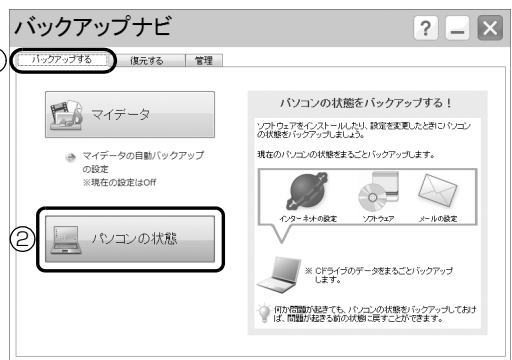 バックアップナビ
?
バックアップする 復元する 管理
マイデータ
マイデータの自動バックアップ
の設定
※現在の設定はOff
②
パソコンの状態
パソコンの状態をバックアップする！
ソフトウェアをインストールしたり、設定を変更したときにパソコン
の状態をバックアップしましょう。
現在のパソコンの状態をまるごとバックアップします。
インターネットの設定 ソフトウェア メールの設定
※ Cドライブのデータをまるごとバックアップ
します。
何か問題が起きても、パソコンの状態をバックアップしておけ
ば、問題が起きる前の状態に戻すことができます。